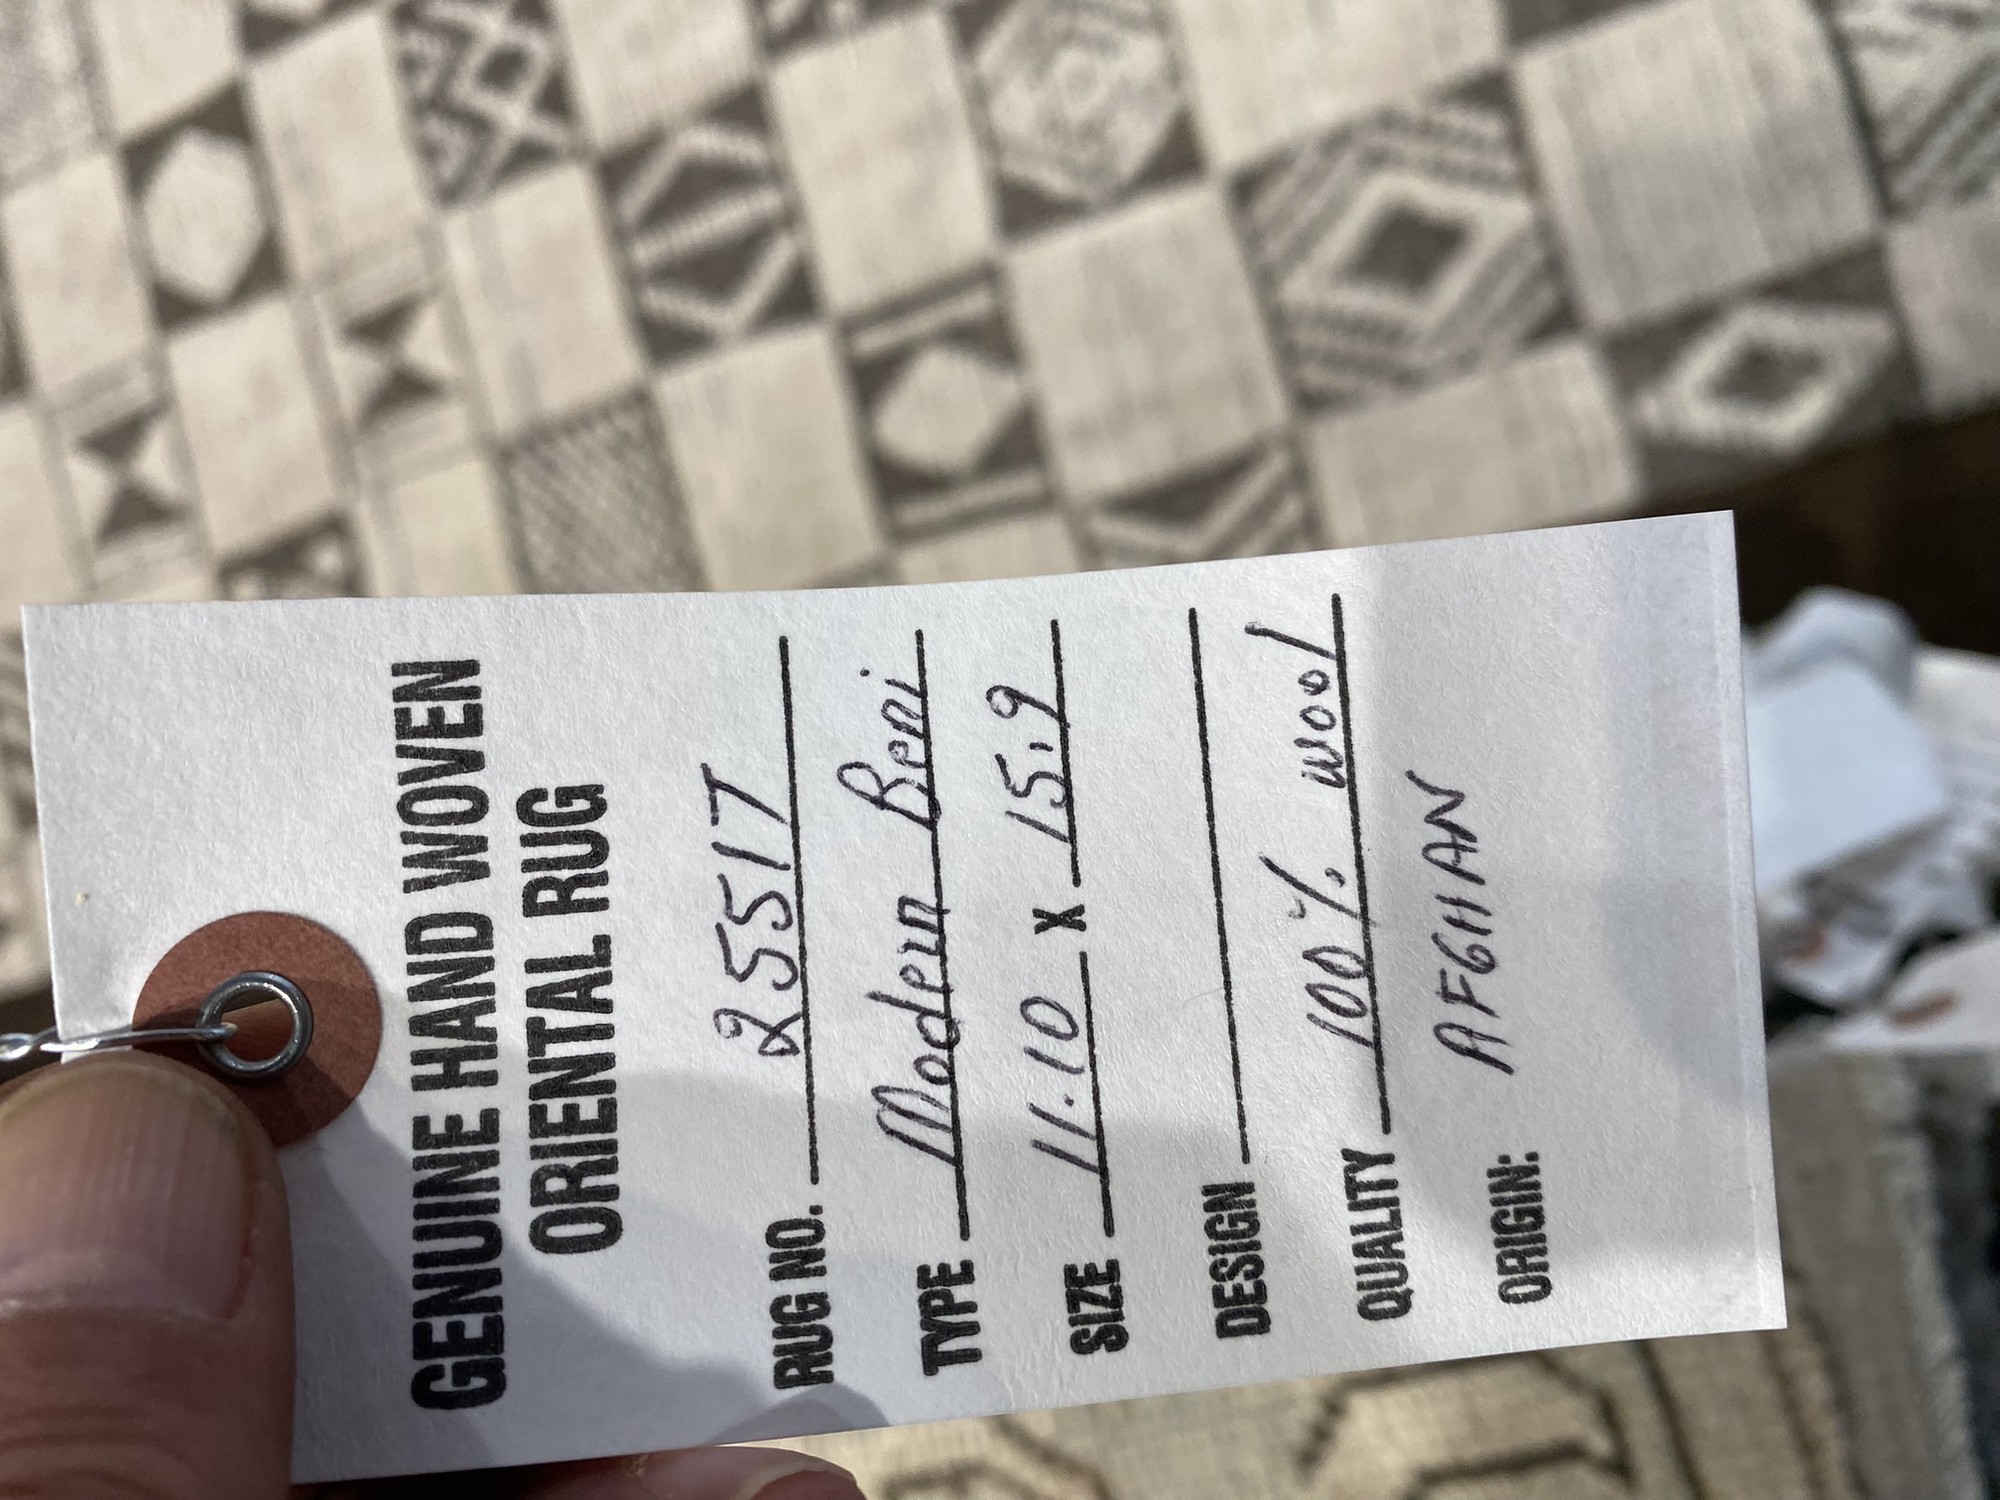 GENUINE HAND WOVEN
ORIENTAL RUG
RUG NO. 25517
TYPE Modern Beni
SIZE 11.10 X 15.9
DESIGN
QUALITY 100% wool
ORIGIN: AFGHAN